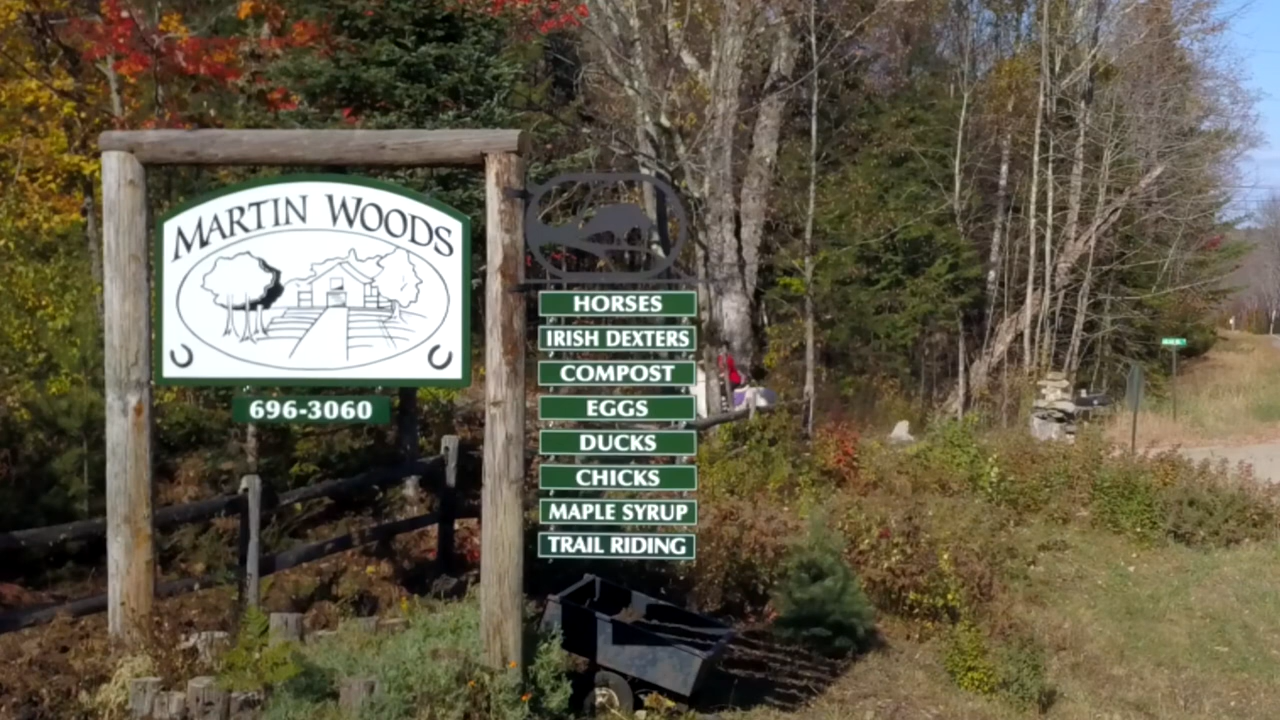 MARTIN WOODS
696-3060
HORSES
IRISH DEXTERS
COMPOST
EGGS
DUCKS
CHICKS
MAPLE SYRUP
TRAIL RIDING